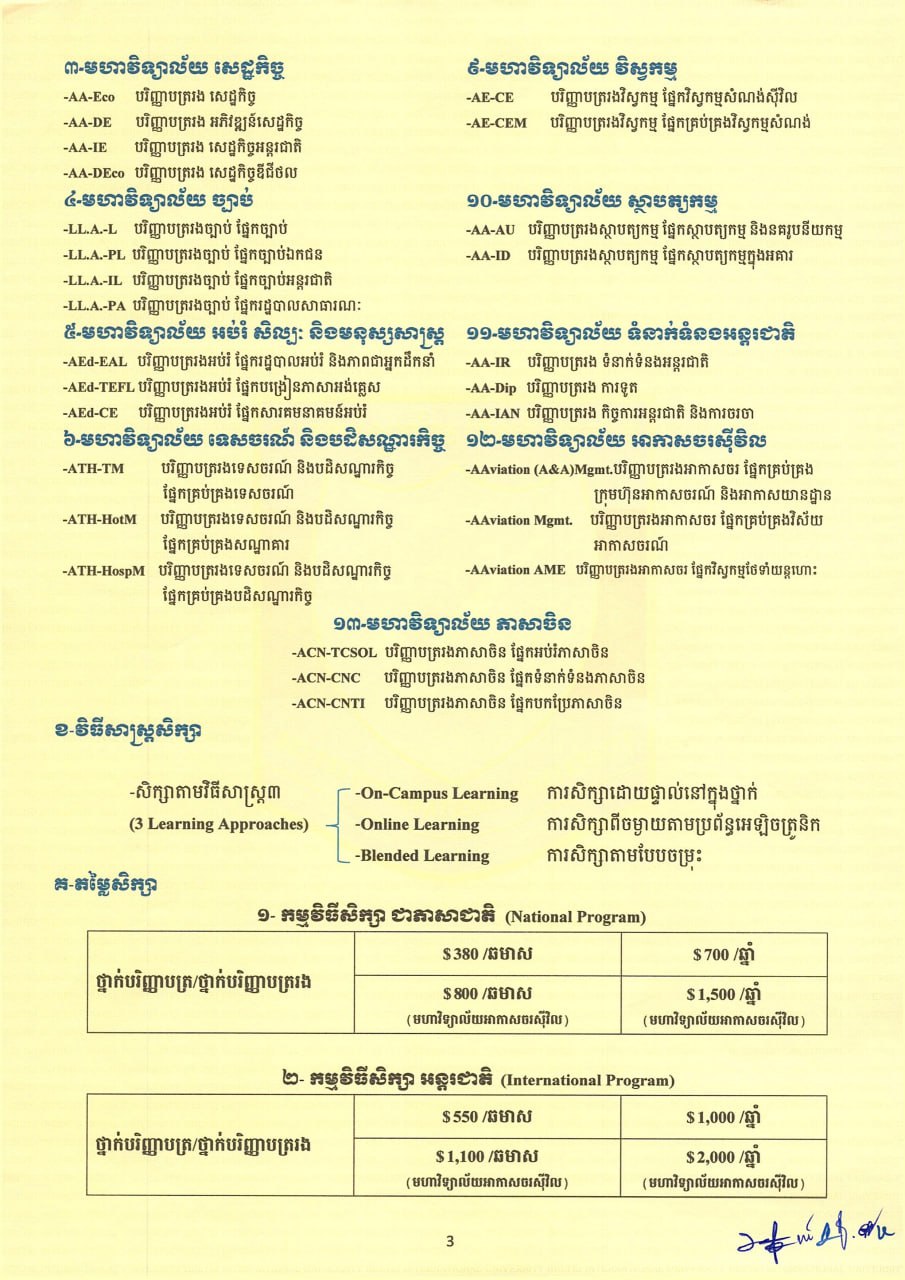 ៣-មហាវិទ្យាល័យ សេដ្ឋកិច្ច
-AA-Eco បរិញ្ញាបត្ររង សេដ្ឋកិច្ច
-AA-DE បរិញ្ញាបត្ររង អភិវឌ្ឍន៍សេដ្ឋកិច្ច
-AA-IE បរិញ្ញាបត្ររង សេដ្ឋកិច្ចអន្តរជាតិ
-AA-DEco បរិញ្ញាបត្ររង សេដ្ឋកិច្ចឌីជីថល
៤-មហាវិទ្យាល័យ ច្បាប់
-LL.A.-L បរិញ្ញាបត្ររងច្បាប់ ផ្នែកច្បាប់
-LL.A.-PL បរិញ្ញាបត្ររងច្បាប់ ផ្នែកច្បាប់ឯកជន
-LL.A.-IL បរិញ្ញាបត្ររងច្បាប់ ផ្នែកច្បាប់អន្តរជាតិ
-LL.A.-PA បរិញ្ញាបត្ររងច្បាប់ ផ្នែករដ្ឋបាលសាធារណៈ
៥-មហាវិទ្យាល័យ អប់រំ សិល្បៈ និងមនុស្សសាស្ត្រ
-AEd-EAL បរិញ្ញាបត្ររងអប់រំ ផ្នែករដ្ឋបាលអប់រំ និងភាពជាអ្នកដឹកនាំ
-AEd-TEFL បរិញ្ញាបត្ររងអប់រំ ផ្នែកបង្រៀនភាសាអង់គ្លេស
-AEd-CE បរិញ្ញាបត្ររងអប់រំ ផ្នែកសារគមនាគមន៍អប់រំ
៦-មហាវិទ្យាល័យ ទេសចរណ៍ និងបដិសណ្ឋារកិច្ច
-ATH-TM បរិញ្ញាបត្ររងទេសចរណ៍ និងបដិសណ្ឋារកិច្ច
ផ្នែកគ្រប់គ្រងទេសចរណ៍
-ATH-HotM បរិញ្ញាបត្ររងទេសចរណ៍ និងបដិសណ្ឋារកិច្ច
ផ្នែកគ្រប់គ្រងសណ្ឋាគារ
-ATH-HospM បរិញ្ញាបត្ររងទេសចរណ៍ និងបដិសណ្ឋារកិច្ច
ផ្នែកគ្រប់គ្រងបដិសណ្ឋារកិច្ច
៩-មហាវិទ្យាល័យ វិស្វកម្ម
-AE-CE បរិញ្ញាបត្ររងវិស្វកម្ម ផ្នែកវិស្វកម្មសំណង់ស៊ីវិល
-AE-CEM បរិញ្ញាបត្ររងវិស្វកម្ម ផ្នែកគ្រប់គ្រងវិស្វកម្មសំណង់
១០-មហាវិទ្យាល័យ ស្ថាបត្យកម្ម
-AA-AU បរិញ្ញាបត្ររងស្ថាបត្យកម្ម ផ្នែកស្ថាបត្យកម្ម និងនគរូបនីយកម្ម
-AA-ID បរិញ្ញាបត្ររងស្ថាបត្យកម្ម ផ្នែកស្ថាបត្យកម្មក្នុងអគារ
១១-មហាវិទ្យាល័យ ទំនាក់ទំនងអន្តរជាតិ
-AA-IR បរិញ្ញាបត្ររង ទំនាក់ទំនងអន្តរជាតិ
-AA-Dip បរិញ្ញាបត្ររង ការទូត
-AA-IAN បរិញ្ញាបត្ររង កិច្ចការអន្តរជាតិ និងការចរចា
១២-មហាវិទ្យាល័យ អាកាសចរស៊ីវិល
-AAviation (A&A)Mgmt.បរិញ្ញាបត្ររងអាកាសចរ ផ្នែកគ្រប់គ្រង
ក្រុមហ៊ុនអាកាសចរណ៍ និងអាកាសយានដ្ឋាន
-AAviation Mgmt. បរិញ្ញាបត្ររងអាកាសចរ ផ្នែកគ្រប់គ្រងវិស័យ
អាកាសចរណ៍
-AAviation AME បរិញ្ញាបត្ររងអាកាសចរ ផ្នែកវិស្វកម្មថែទាំយន្តហោះ
១៣-មហាវិទ្យាល័យ ភាសាចិន
-ACN-TCSOL បរិញ្ញាបត្ររងភាសាចិន ផ្នែកអប់រំភាសាចិន
-ACN-CNC បរិញ្ញាបត្ររងភាសាចិន ផ្នែកទំនាក់ទំនងភាសាចិន
-ACN-CNTI បរិញ្ញាបត្ររងភាសាចិន ផ្នែកបកប្រែភាសាចិន
ខ-វិធីសាស្ត្រសិក្សា
-សិក្សាតាមវិធីសាស្ត្រ៣
(3 Learning Approaches)
-On-Campus Learning ការសិក្សាដោយផ្ទាល់នៅក្នុងថ្នាក់
-Online Learning ការសិក្សាពីចម្ងាយតាមប្រព័ន្ធអេឡិចត្រូនិក
-Blended Learning ការសិក្សាតាមបែបចម្រុះ
គ-តម្លៃសិក្សា
១- កម្មវិធីសិក្សា ជាភាសាជាតិ (National Program)
ថ្នាក់បរិញ្ញាបត្រ/ថ្នាក់បរិញ្ញាបត្ររង
$380 /ឆមាស $700 /ឆ្នាំ
$800 /ឆមាស $1,500 /ឆ្នាំ
(មហាវិទ្យាល័យអាកាសចរស៊ីវិល) (មហាវិទ្យាល័យអាកាសចរស៊ីវិល)
២- កម្មវិធីសិក្សា អន្តរជាតិ (International Program)
ថ្នាក់បរិញ្ញាបត្រ/ថ្នាក់បរិញ្ញាបត្ររង
$550 /ឆមាស $1,000 /ឆ្នាំ
$1,100 /ឆមាស $2,000 /ឆ្នាំ
(មហាវិទ្យាល័យអាកាសចរស៊ីវិល) (មហាវិទ្យាល័យអាកាសចរស៊ីវិល)
3